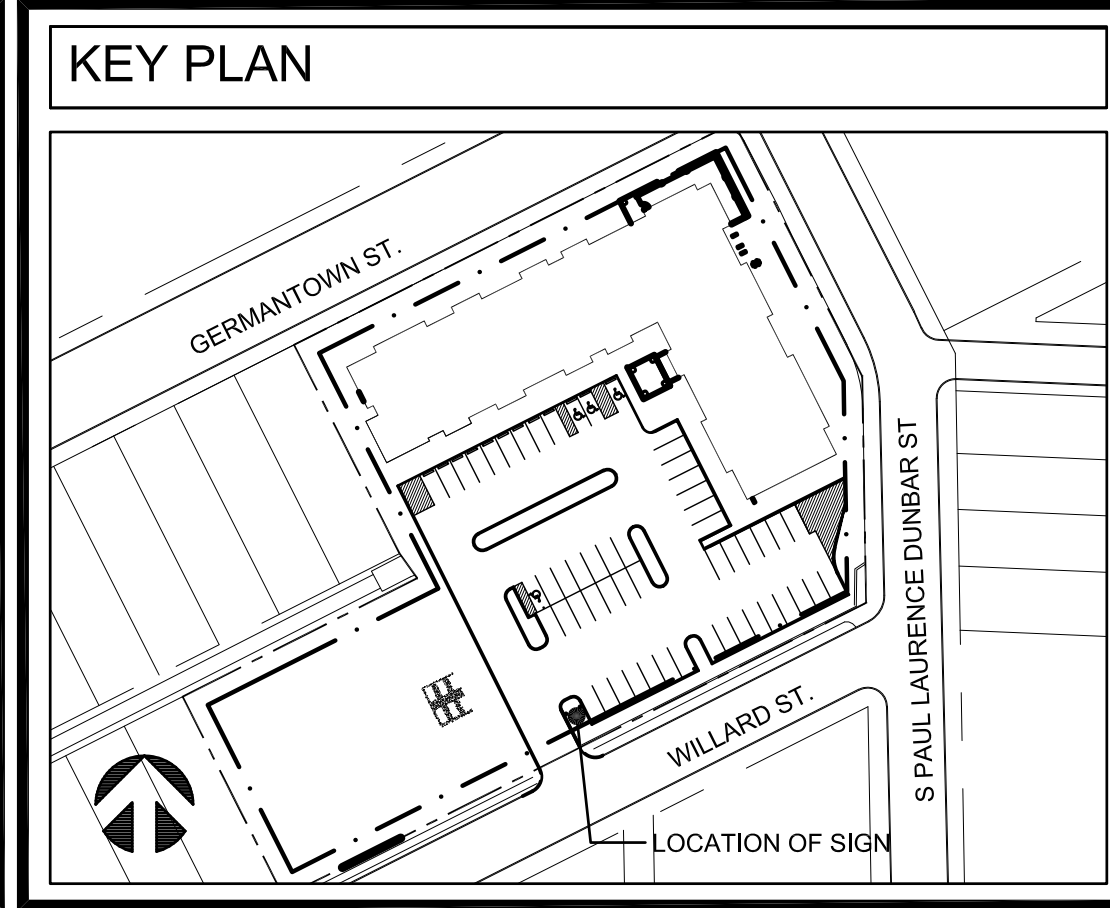 KEY PLAN
GERMANTOWN ST.
S PAUL LAURENCE DUNBAR ST
WILLARD ST.
LOCATION OF SIGN